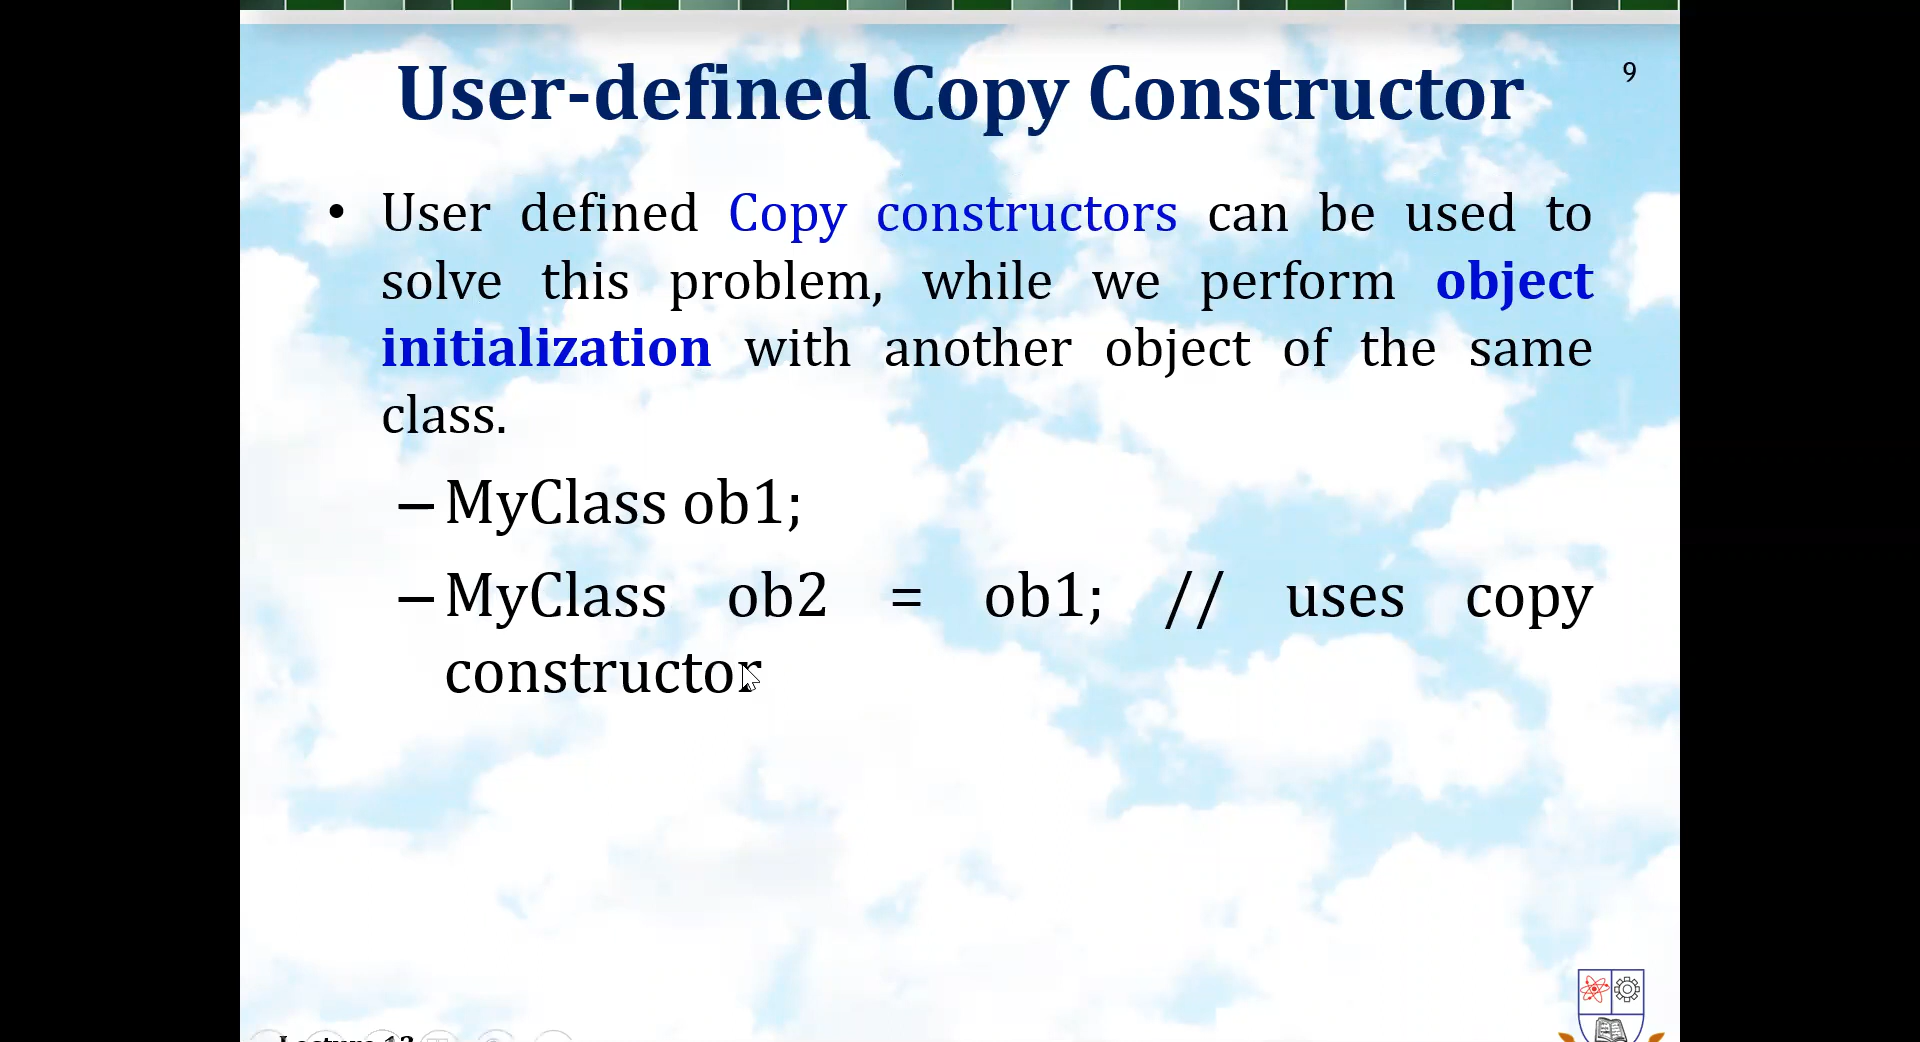 User-defined Copy Constructor
9
• User defined Copy constructors can be used to
solve this problem, while we perform object
initialization with another object of the same
class.
– MyClass ob1;
– MyClass ob2 = ob1; // uses copy
constructor